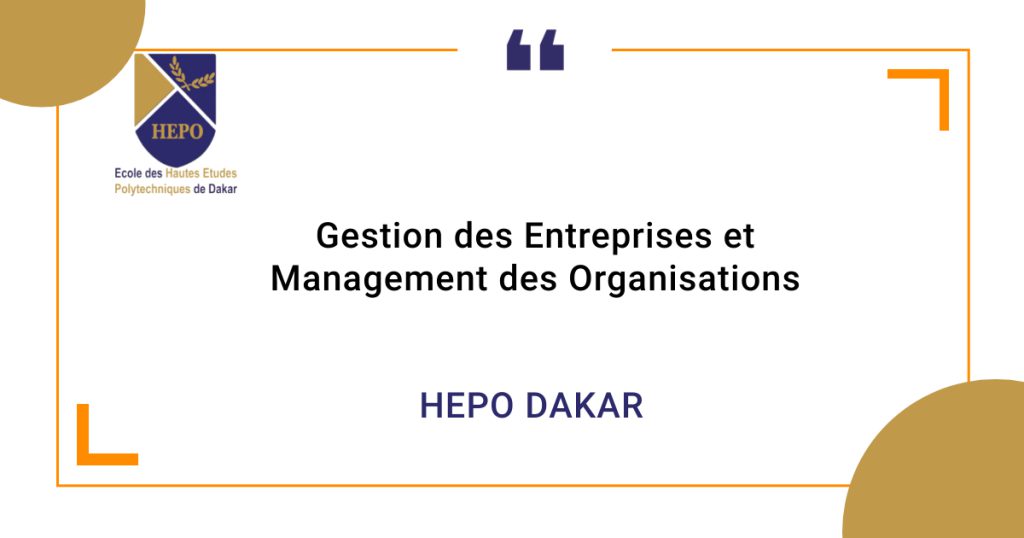 ❝
HEPO
Ecole des Hautes Etudes
Polytechniques de Dakar
Gestion des Entreprises et
Management des Organisations
HEPO DAKAR